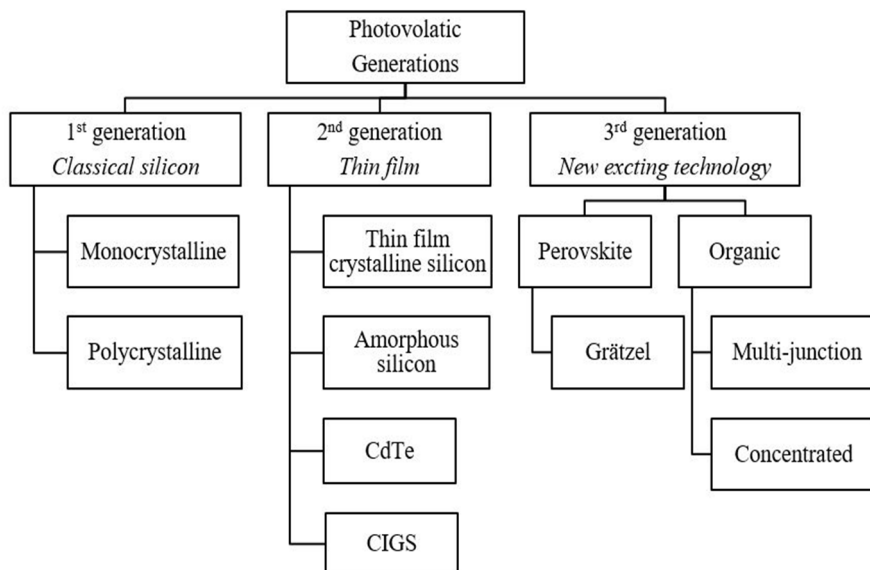 Photovolatic
Generations
1st generation
Classical silicon
2nd generation
Thin film
3rd generation
New excting technology
Monocrystalline
Polycrystalline
Thin film
crystalline silicon
Amorphous
silicon
CdTe
CIGS
Perovskite
Organic
Grätzel
Multi-junction
Concentrated